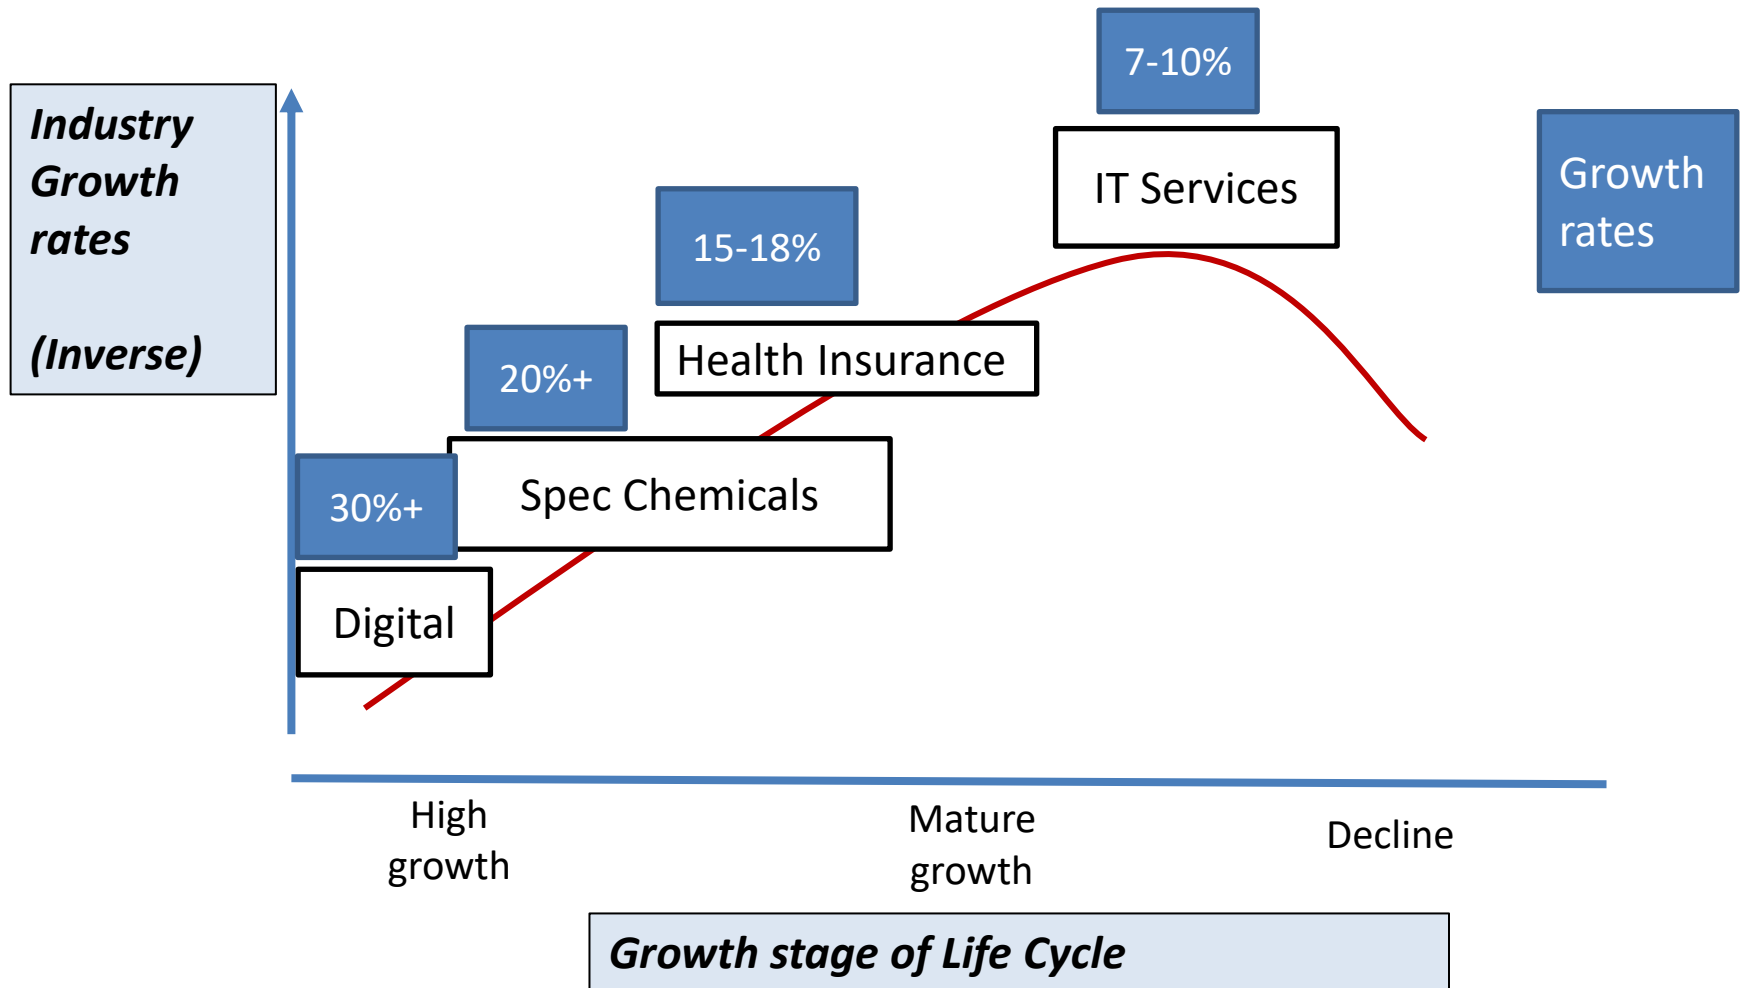 Industry
Growth
rates
(Inverse)
7-10%
IT Services
Growth
rates
15-18%
Health Insurance
20%+
Spec Chemicals
30%+
Digital
High
growth
Mature
growth
Decline
Growth stage of Life Cycle